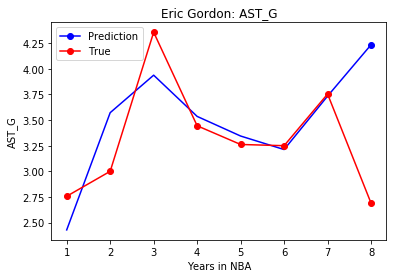 Eric Gordon: AST_G
Prediction
True
AST_G
4.25
4.00
3.75
3.50
3.25
3.00
2.75
2.50
1 2 3 4 5 6 7 8
Years in NBA